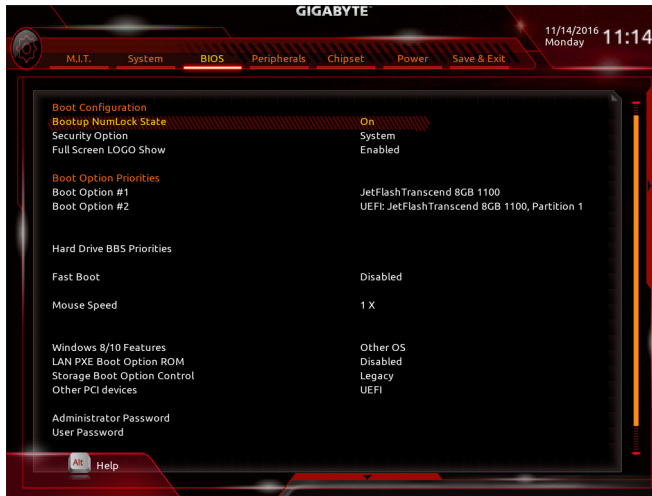 GIGABYTE
11/14/2016
Monday
11:14
M.I.T. System BIOS Peripherals Chipset Power Save & Exit
Boot Configuration
Bootup NumLock State On
Security Option System
Full Screen LOGO Show Enabled
Boot Option Priorities
Boot Option #1 JetFlashTranscend 8GB 1100
Boot Option #2 UEFI: JetFlashTranscend 8GB 1100, Partition 1
Hard Drive BBS Priorities
Fast Boot Disabled
Mouse Speed 1 X
Windows 8/10 Features Other OS
LAN PXE Boot Option ROM Disabled
Storage Boot Option Control Legacy
Other PCI devices UEFI
Administrator Password
User Password
Alt Help